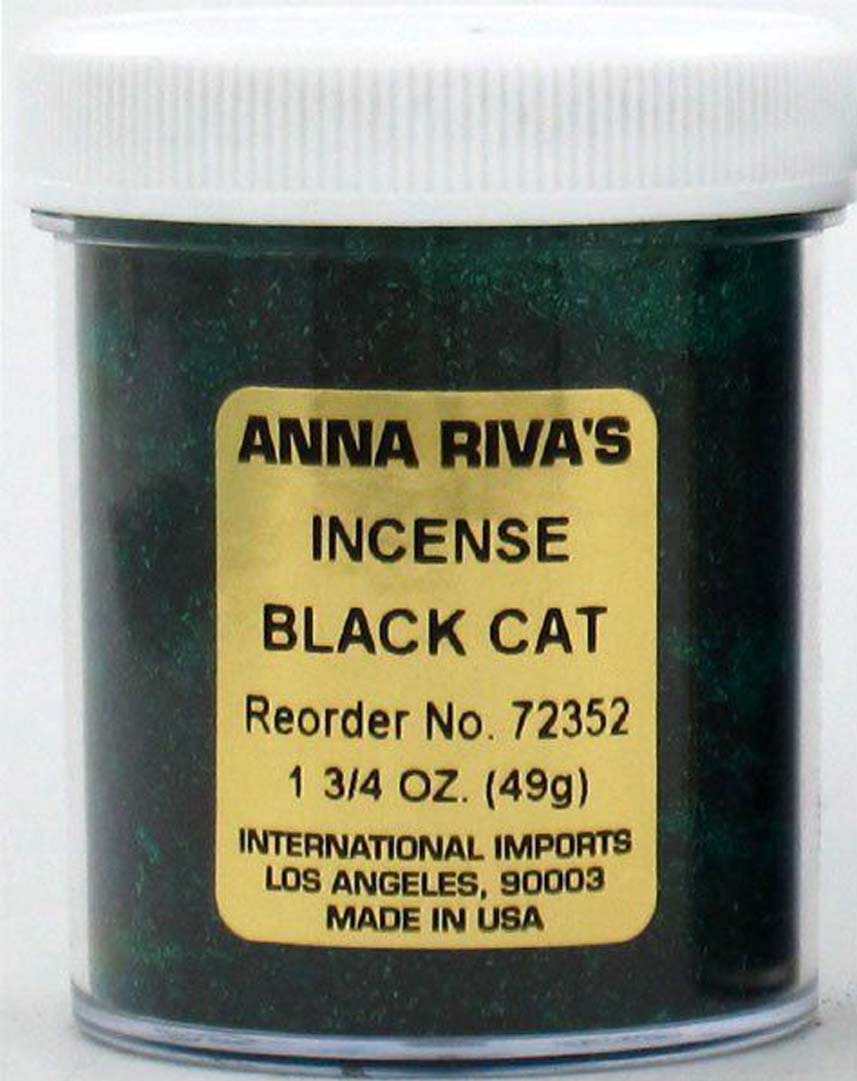 ANNA RIVA'S
INCENSE
BLACK CAT
Reorder No. 72352
1 3/4 OZ. (49g)
INTERNATIONAL IMPORTS
LOS ANGELES, 90003
MADE IN USA